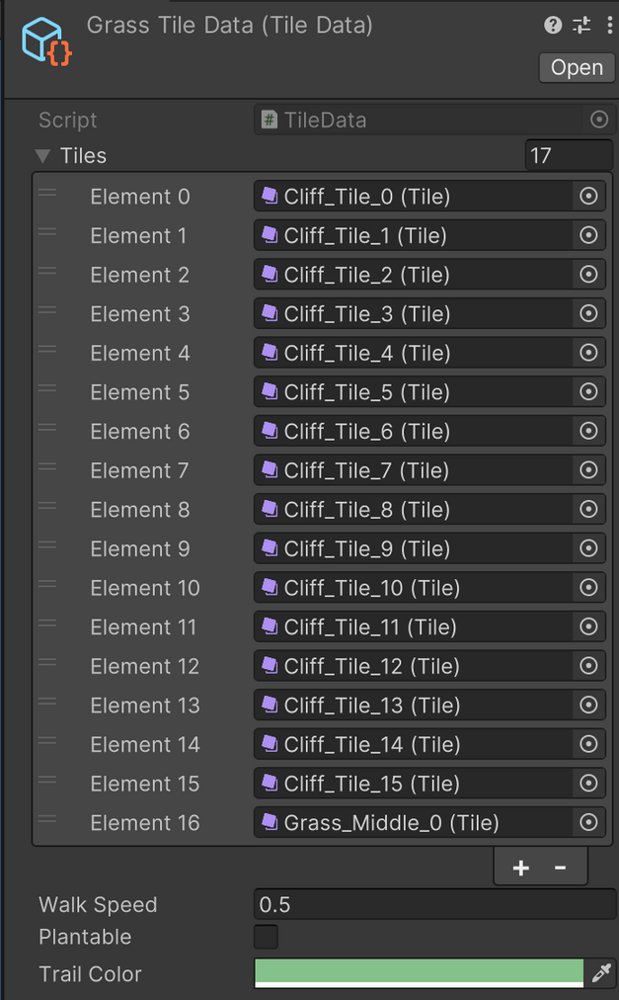 Grass Tile Data (Tile Data)
Open
Script TileData
Tiles 17
Element 0 Cliff_Tile_0 (Tile)
Element 1 Cliff_Tile_1 (Tile)
Element 2 Cliff_Tile_2 (Tile)
Element 3 Cliff_Tile_3 (Tile)
Element 4 Cliff_Tile_4 (Tile)
Element 5 Cliff_Tile_5 (Tile)
Element 6 Cliff_Tile_6 (Tile)
Element 7 Cliff_Tile_7 (Tile)
Element 8 Cliff_Tile_8 (Tile)
Element 9 Cliff_Tile_9 (Tile)
Element 10 Cliff_Tile_10 (Tile)
Element 11 Cliff_Tile_11 (Tile)
Element 12 Cliff_Tile_12 (Tile)
Element 13 Cliff_Tile_13 (Tile)
Element 14 Cliff_Tile_14 (Tile)
Element 15 Cliff_Tile_15 (Tile)
Element 16 Grass_Middle_0 (Tile)
+ -
Walk Speed 0.5
Plantable
Trail Color